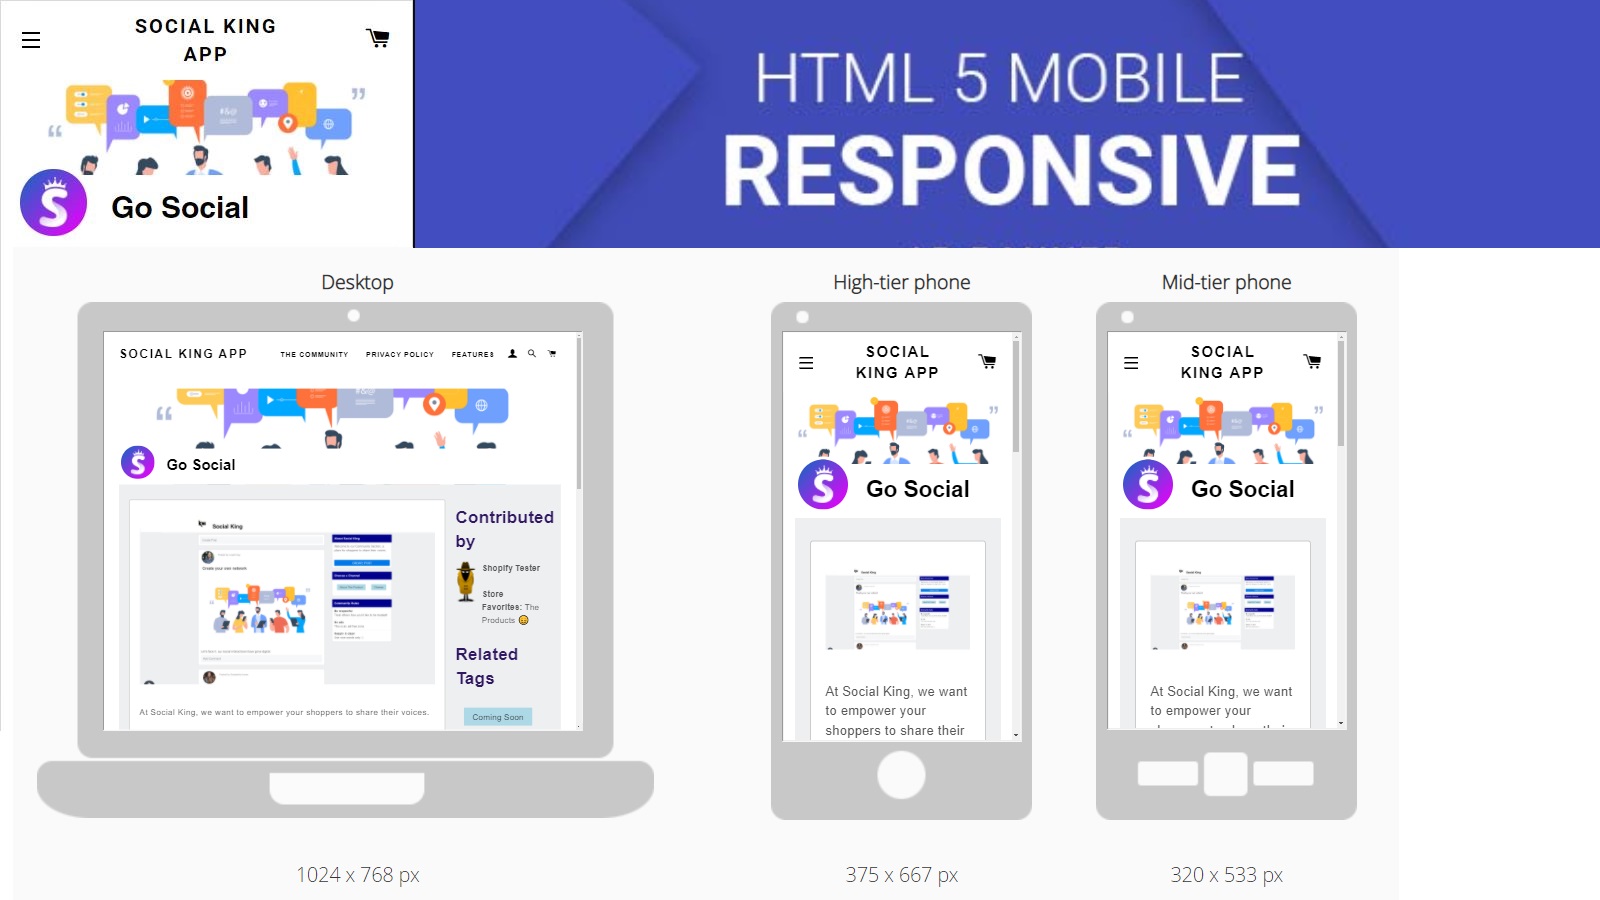 SOCIAL KING
APP
#&@
Go Social
HTML 5 MOBILE
RESPONSIVE
Desktop
SOCIAL KING APP
THE COMMUNITY
PRIVACY POLICY
FEATURES
Go Social
Social King
Create your own network
Contributed
by
Shopify Tester
Store
Favorites: The
Products
Related
Tags
Coming Soon
At Social King, we want to empower your shoppers to share their voices.
1024 x 768 px
High-tier phone
SOCIAL
KING APP
Go Social
At Social King, we want
to empower your
shoppers to share their
375 x 667 px
Mid-tier phone
SOCIAL
KING APP
Go Social
At Social King, we want
to empower your
320 x 533 px